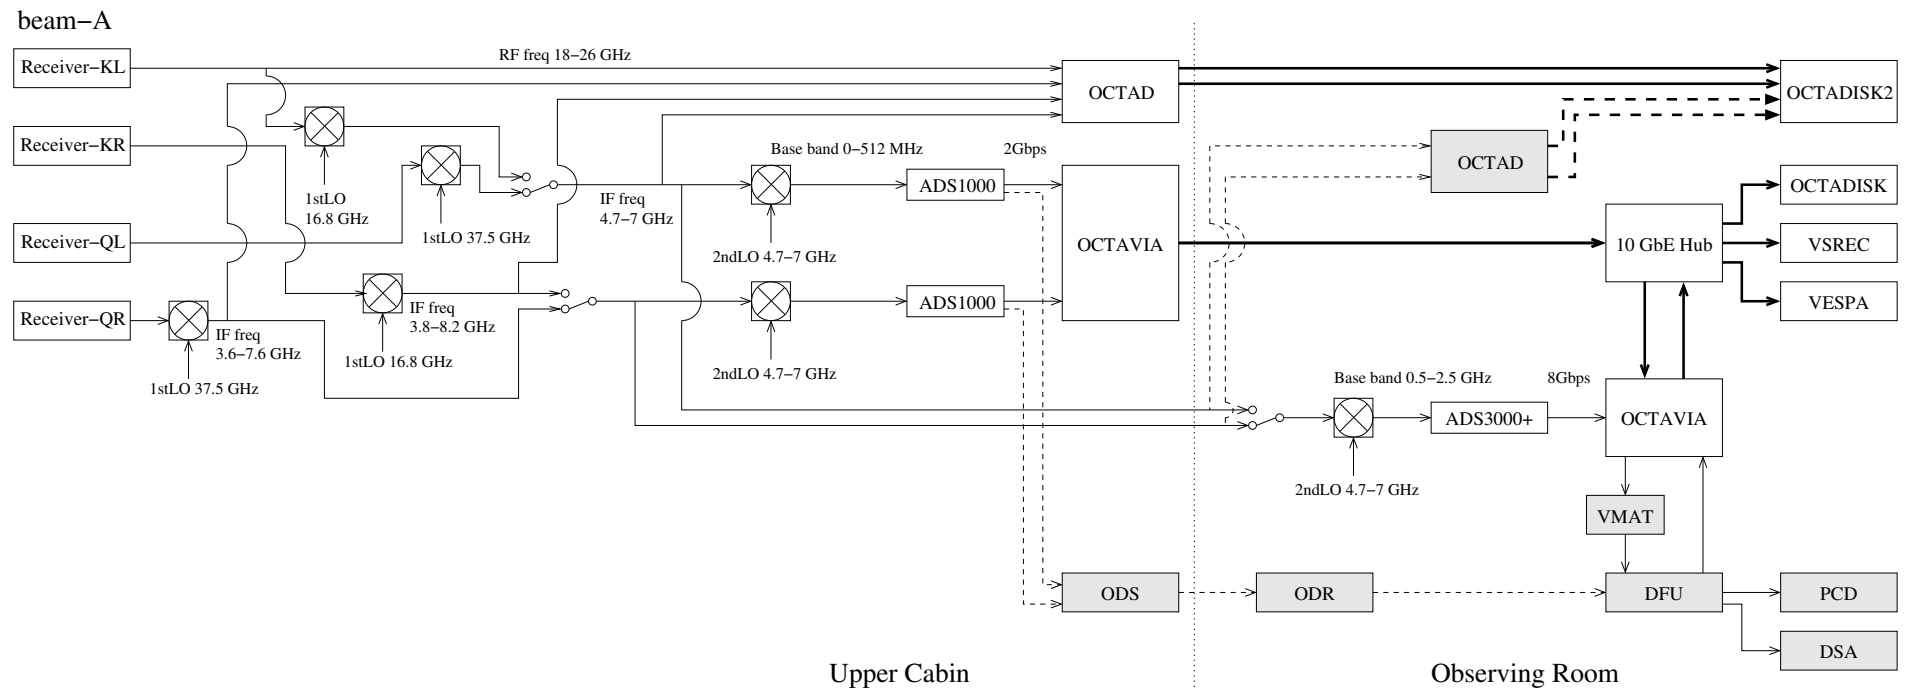 beam−A
Receiver−KL
RF freq 18−26 GHz
OCTAD
OCTADISK2
Receiver−KR
1stLO
16.8 GHz
1stLO 37.5 GHz
Base band 0−512 MHz
2Gbps
ADS1000
IF freq
4.7−7 GHz
2ndLO 4.7−7 GHz
OCTAVIA
OCTAD
OCTADISK
Receiver−QL
10 GbE Hub
VSREC
VESPA
Receiver−QR
IF freq
3.6−7.6 GHz
1stLO 37.5 GHz
IF freq
3.8−8.2 GHz
1stLO 16.8 GHz
ADS1000
2ndLO 4.7−7 GHz
Base band 0.5−2.5 GHz
8Gbps
ADS3000+
OCTAVIA
2ndLO 4.7−7 GHz
VMAT
ODS
ODR
DFU
PCD
DSA
Upper Cabin
Observing Room